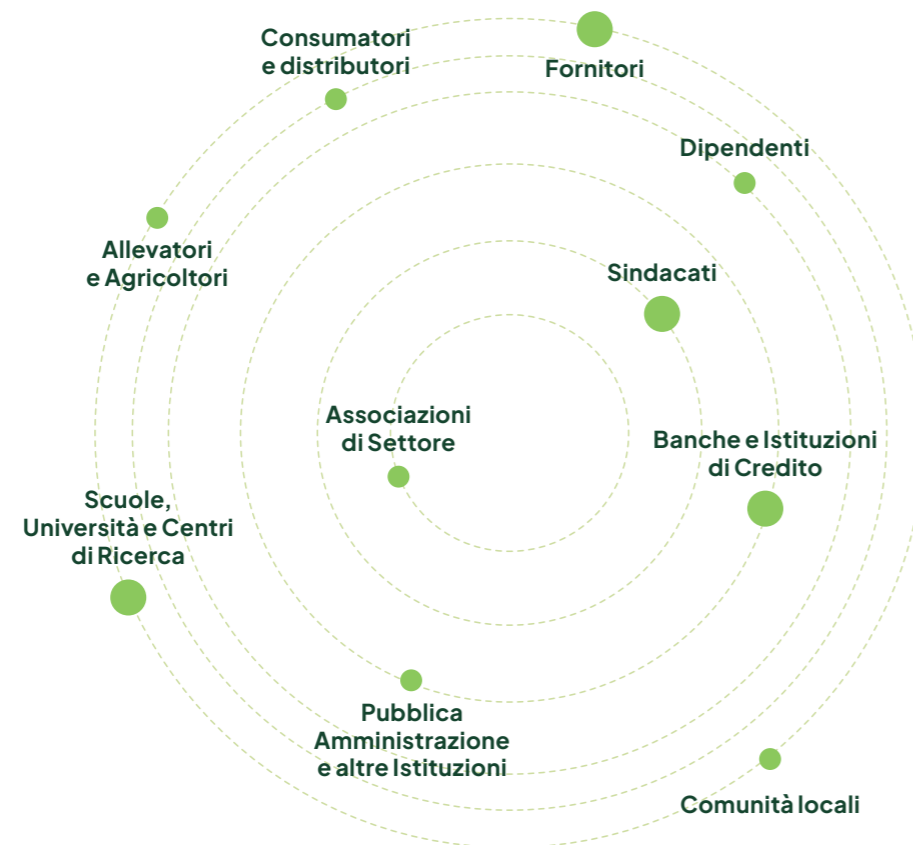 Consumatori
e distributori
Fornitori
Dipendenti
Allevatori
e Agricoltori
Sindacati
Associazioni
di Settore
Banche e Istituzioni
di Credito
Scuole,
Università e Centri
di Ricerca
Pubblica
Amministrazione
e altre Istituzioni
Comunità locali